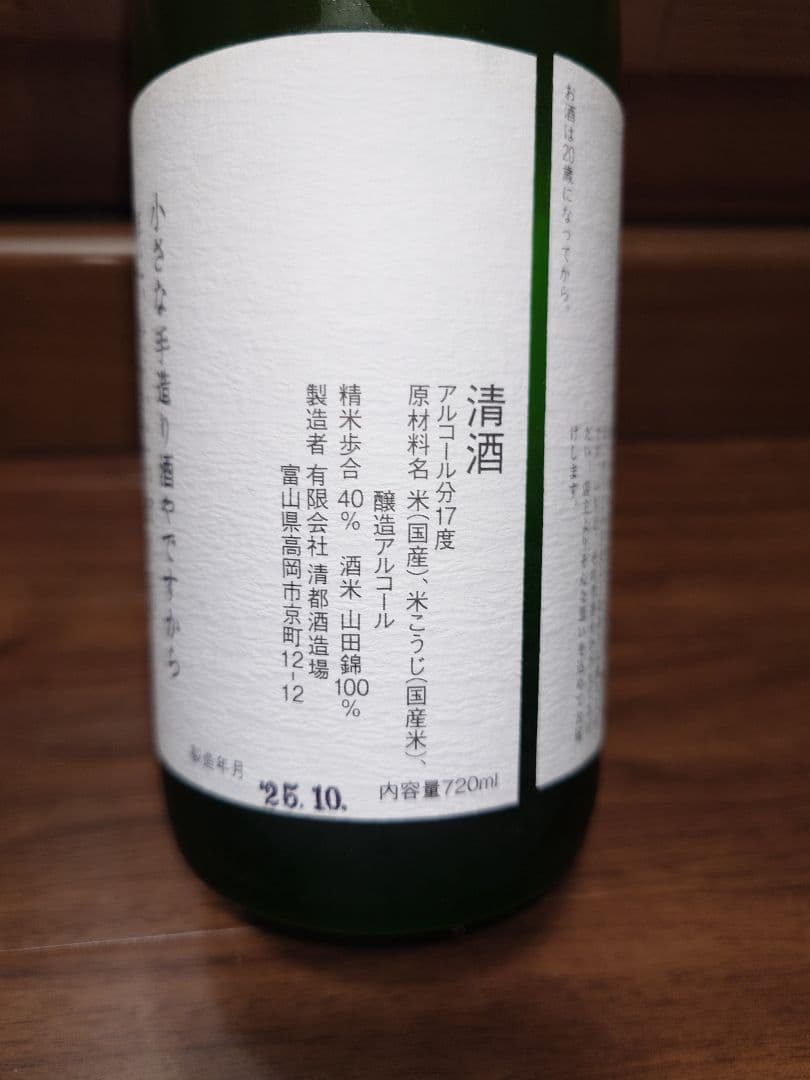 お酒は20歳になってから。
げします。
清酒
アルコール分17度
原材料名 米(国産)、米こうじ(国産米)、
醸造アルコール
精米歩合 40% 酒米 山田錦100%
製造者 有限会社 清都酒造場
富山県高岡市京町12-12
小さな手造り酒やですから
内容量720ml
製造年月
'25.10.